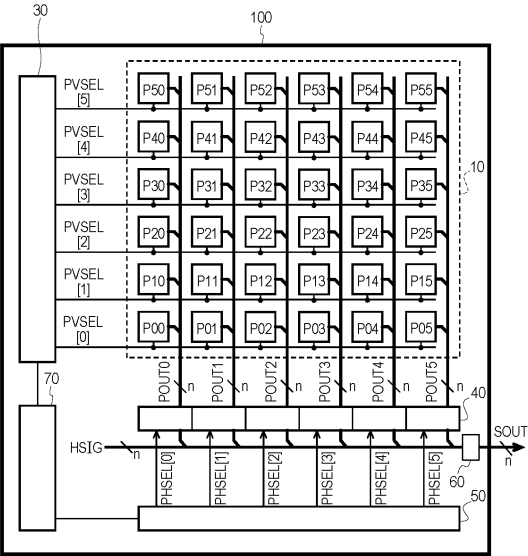 30
100
PVSEL
[5]
P50 P51 P52 P53 P54 P55
PVSEL
[4]
P40 P41 P42 P43 P44 P45
10
PVSEL
[3]
P30 P31 P32 P33 P34 P35
PVSEL
[2]
P20 P21 P22 P23 P24 P25
PVSEL
[1]
P10 P11 P12 P13 P14 P15
PVSEL
[0]
P00 P01 P02 P03 P04 P05
POUT0 n POUT1 n POUT2 n POUT3 n POUT4 n POUT5 n
70
40
HSIG n
SOUT
n
60
PHSEL[0] PHSEL[1] PHSEL[2] PHSEL[3] PHSEL[4] PHSEL[5]
50